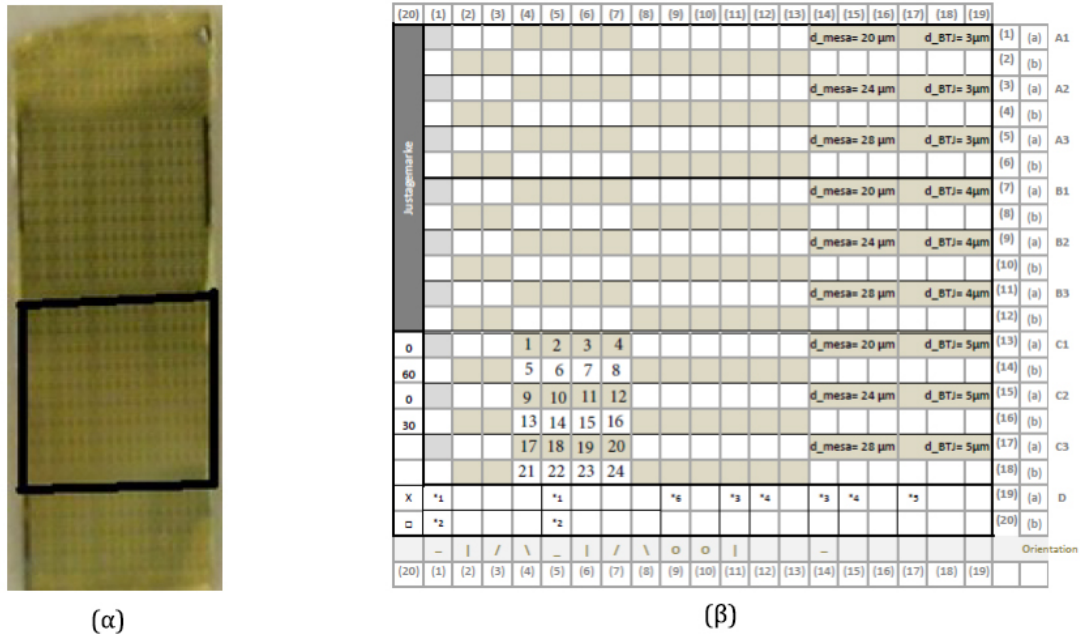 (20) (1) (2) (3) (4) (5) (6) (7) (8) (9) (10) (11) (12) (13) (14) (15) (16) (17) (18) (19)
Justagemarke
d_mesa= 20 µm d_BTJ= 3µm (1) (a) A1
(2) (b)
d_mesa= 24 µm d_BTJ= 3µm (3) (a) A2
(4) (b)
d_mesa= 28 µm d_BTJ= 3µm (5) (a) A3
(6) (b)
d_mesa= 20 µm d_BTJ= 4µm (7) (a) B1
(8) (b)
d_mesa= 24 µm d_BTJ= 4µm (9) (a) B2
(10) (b)
d_mesa= 28 µm d_BTJ= 4µm (11) (a) B3
(12) (b)
0 1 2 3 4 d_mesa= 20 µm d_BTJ= 5µm (13) (a) C1
60 5 6 7 8 (14) (b)
0 9 10 11 12 d_mesa= 24 µm d_BTJ= 5µm (15) (a) C2
30 13 14 15 16 (16) (b)
17 18 19 20 d_mesa= 28 µm d_BTJ= 5µm (17) (a) C3
21 22 23 24 (18) (b)
X *1 *1 *6 *3 *4 *3 *4 *5 (19) (a) D
□ *2 *2 (20) (b)
– | / \ _ | / \ O O | – Orientation
(20) (1) (2) (3) (4) (5) (6) (7) (8) (9) (10) (11) (12) (13) (14) (15) (16) (17) (18) (19)
(α) (β)